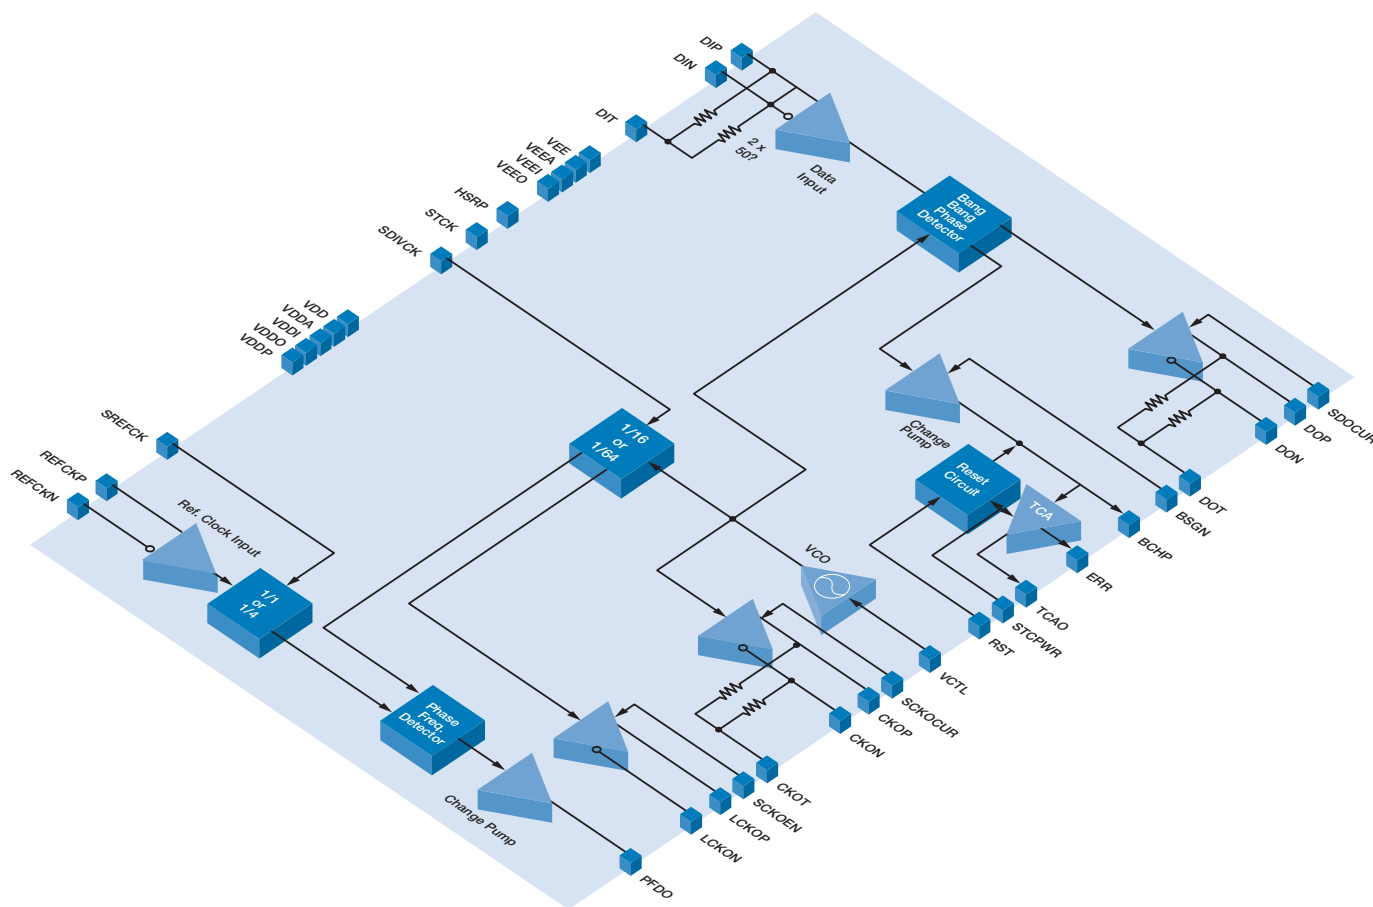 DIP
DIN
DIT
2 x
50?
Data
Input
VEE
VEEA
VEEI
VEEO
HSRP
STCK
SDIVCK
Bang
Bang
Phase
Detector
VDD
VDDA
VDDI
VDDO
VDDP
SREFCK
REFCKP
REFCKN
Ref. Clock Input
1/1
or
1/4
1/16
or
1/64
Change
Pump
Reset
Circuit
TCA
VCO
Phase
Freq.
Detector
Change Pump
SDOCUR
DOP
DON
DOT
BSGN
BCHP
ERR
TCAO
STCPWR
RST
VCTL
SCKOCUR
CKOP
CKON
CKOT
SCKOEN
LCKOP
LCKON
PFDO